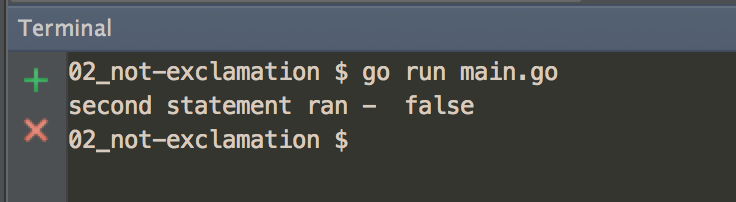 Terminal
02_not-exclamation $ go run main.go
second statement ran -  false
02_not-exclamation $